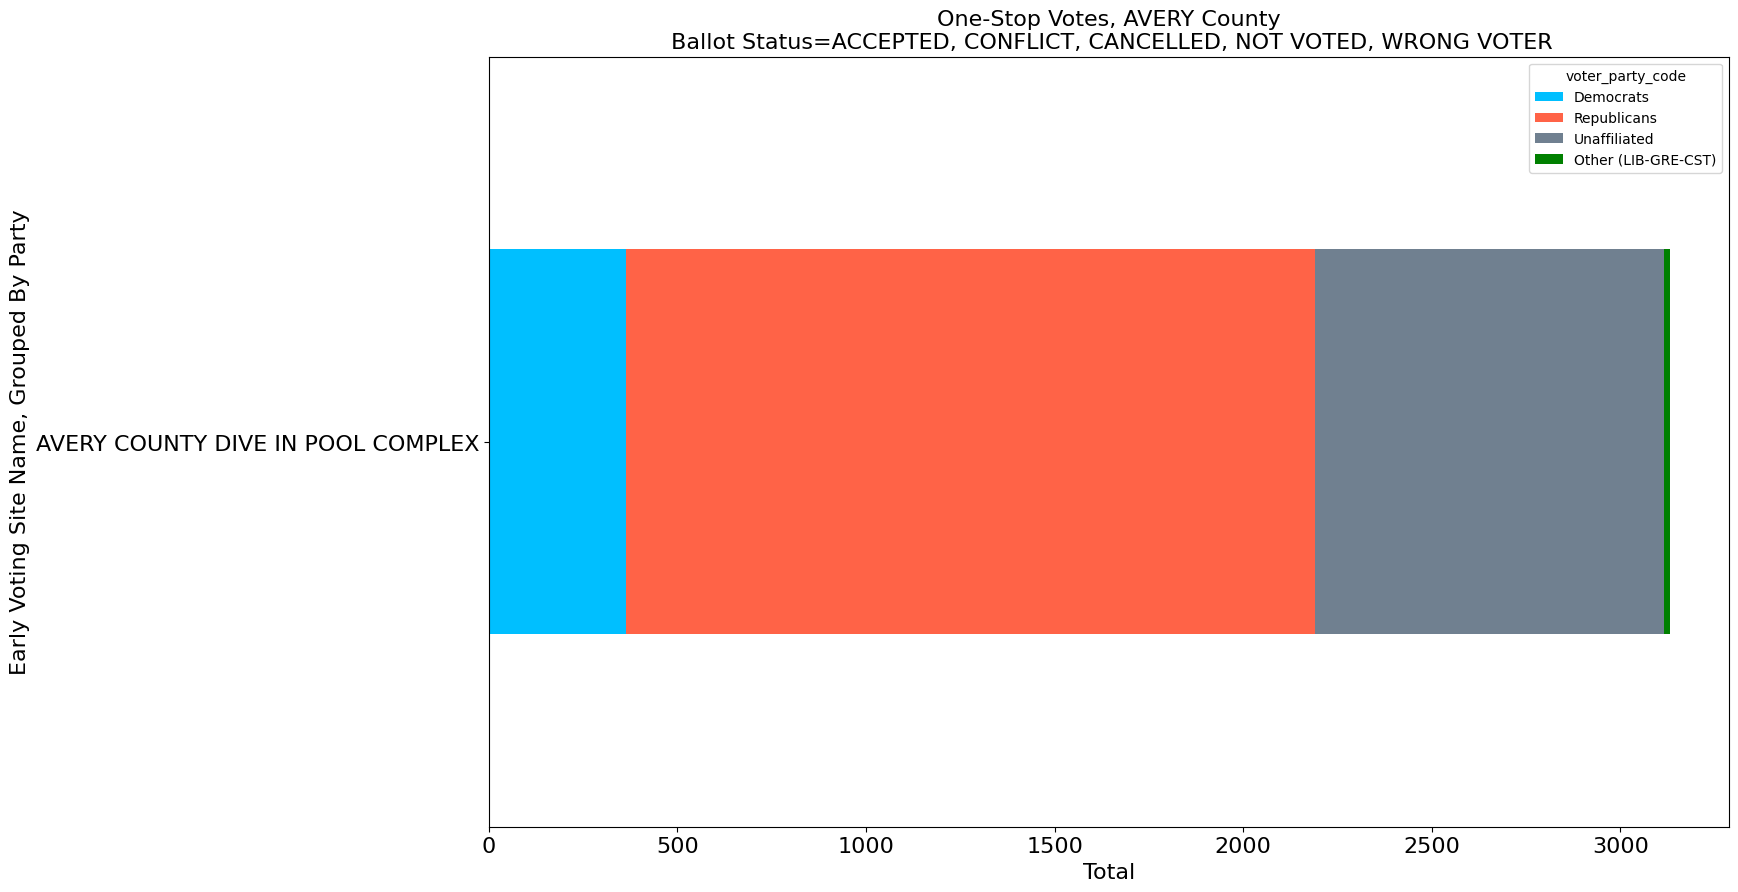 One-Stop Votes, AVERY County
Ballot Status=ACCEPTED, CONFLICT, CANCELLED, NOT VOTED, WRONG VOTER
voter_party_code
Democrats
Republicans
Unaffiliated
Other (LIB-GRE-CST)
Early Voting Site Name, Grouped By Party
AVERY COUNTY DIVE IN POOL COMPLEX
0 500 1000 1500 2000 2500 3000
Total